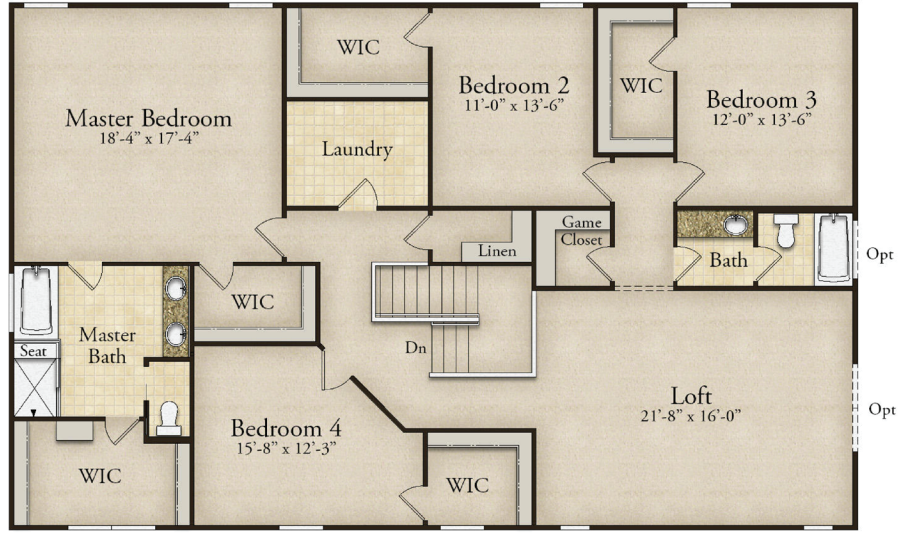 WIC
Bedroom 2
11'-0" x 13'-6"
WIC
Bedroom 3
12'-0" x 13'-6"
Master Bedroom
18'-4" x 17'-4"
Laundry
Game
Closet
Linen
Bath
Opt
WIC
Master
Bath
Seat
Dn
Loft
21'-8" x 16'-0"
Opt
Bedroom 4
15'-8" x 12'-3"
WIC
WIC